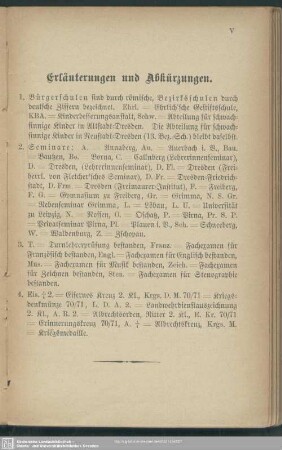 V
Erläuterungen und Abkürzungen.
1. Bürgerschulen sind durch römische, Bezirksschulen durch
deutsche Ziffern bezeichnet. Ehrl. = Ehrlich'sche Gestiftsschule,
KBA. = Kinderbesserungsanstalt, Schw. = Abteilung für schwach-
sinnige Kinder in Altstadt-Dresden. Die Abteilung für schwach-
sinnige Kinder in Neustadt-Dresden (13. Bez.-Sch.) bleibt daselbst.
2. Seminare: A. = Annaberg, Au. = Auerbach i. B., Bau.
= Bautzen, Bo. = Borna, C. = Callnberg (Lehrerinnenseminar),
D. = Dresden, (Lehrerinnenseminar), D. Fl. = Dresden (Frei-
herrl. von Fletcher'sches Seminar), D. Fr. = Dresden-Friedrich-
stadt, D. Frm. = Dresden (Freimaurer-Institut), F. = Freiberg,
F. G. = Gymnasium zu Freiberg, Gr. = Grimma, N. S. Gr.
= Nebenseminar Grimma, L. = Löbau, L. U. = Universität
zu Leipzig, N. = Nossen, O. = Oschatz, P. = Pirna, Pr. S. P.
= Privatseminar Pirna, Pl. = Plauen i. V., Sch. = Schneeberg,
W. = Waldenburg, Z. = Zschopau.
3. T. = Turnlehrerprüfung bestanden, Franz. = Fachexamen für
Französisch bestanden, Engl. = Fachexamen für Englisch bestanden,
Mus. = Fachexamen für Musik bestanden, Zeich. = Fachexamen
für Zeichnen bestanden, Sten. = Fachexamen für Stenographie
bestanden.
4. Eis. ✠ 2. = Eisernes Kreuz 2. Kl., Krgs. D. M. 70/71 = Kriegs-
denkmünze 70/71, L. D. A. 2. = Landwehrdienstauszeichnung
2. Kl., A. R. 2. = Albrechtsorden, Ritter 2. Kl., E. Kr. 70/71
= Erinnerungskreuz 70/71, A. ✠ = Albrechtskreuz, Krgs. M.
= Kriegsmedaille.